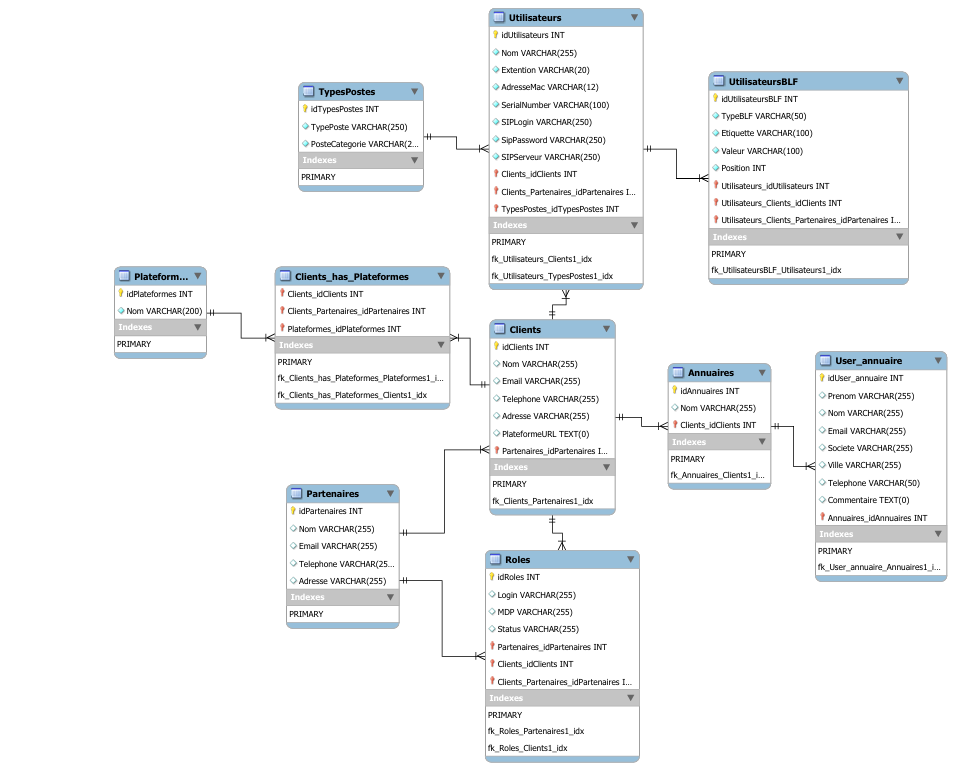 Utilisateurs
idUtilisateurs INT
Nom VARCHAR(255)
Extention VARCHAR(20)
AdresseMac VARCHAR(12)
SerialNumber VARCHAR(100)
SIPLogin VARCHAR(250)
SipPassword VARCHAR(250)
SIPServeur VARCHAR(250)
Clients_idClients INT
Clients_Partenaires_idPartenaires I...
TypesPostes_idTypesPostes INT
Indexes
PRIMARY
fk_Utilisateurs_Clients1_idx
fk_Utilisateurs_TypesPostes1_idx
UtilisateursBLF
idUtilisateursBLF INT
TypeBLF VARCHAR(50)
Etiquette VARCHAR(100)
Valeur VARCHAR(100)
Position INT
Utilisateurs_idUtilisateurs INT
Utilisateurs_Clients_idClients INT
Utilisateurs_Clients_Partenaires_idPartenaires I...
Indexes
PRIMARY
fk_UtilisateursBLF_Utilisateurs1_idx
TypesPostes
idTypesPostes INT
TypePoste VARCHAR(250)
PosteCategorie VARCHAR(2...
Indexes
PRIMARY
Plateform...
idPlateformes INT
Nom VARCHAR(200)
Indexes
PRIMARY
Clients_has_Plateformes
Clients_idClients INT
Clients_Partenaires_idPartenaires INT
Plateformes_idPlateformes INT
Indexes
PRIMARY
fk_Clients_has_Plateformes_Plateformes1_i...
fk_Clients_has_Plateformes_Clients1_idx
Clients
idClients INT
Nom VARCHAR(255)
Email VARCHAR(255)
Telephone VARCHAR(255)
Adresse VARCHAR(255)
PlateformeURL TEXT(0)
Partenaires_idPartenaires I...
Indexes
PRIMARY
fk_Clients_Partenaires1_idx
Annuaires
idAnnuaires INT
Nom VARCHAR(255)
Clients_idClients INT
Indexes
PRIMARY
fk_Annuaires_Clients1_i...
User_annuaire
idUser_annuaire INT
Prenom VARCHAR(255)
Nom VARCHAR(255)
Email VARCHAR(255)
Societe VARCHAR(255)
Ville VARCHAR(255)
Telephone VARCHAR(50)
Commentaire TEXT(0)
Annuaires_idAnnuaires INT
Indexes
PRIMARY
fk_User_annuaire_Annuaires1_i...
Partenaires
idPartenaires INT
Nom VARCHAR(255)
Email VARCHAR(255)
Telephone VARCHAR(25...
Adresse VARCHAR(255)
Indexes
PRIMARY
Roles
idRoles INT
Login VARCHAR(255)
MDP VARCHAR(255)
Status VARCHAR(255)
Partenaires_idPartenaires INT
Clients_idClients INT
Clients_Partenaires_idPartenaires I...
Indexes
PRIMARY
fk_Roles_Partenaires1_idx
fk_Roles_Clients1_idx